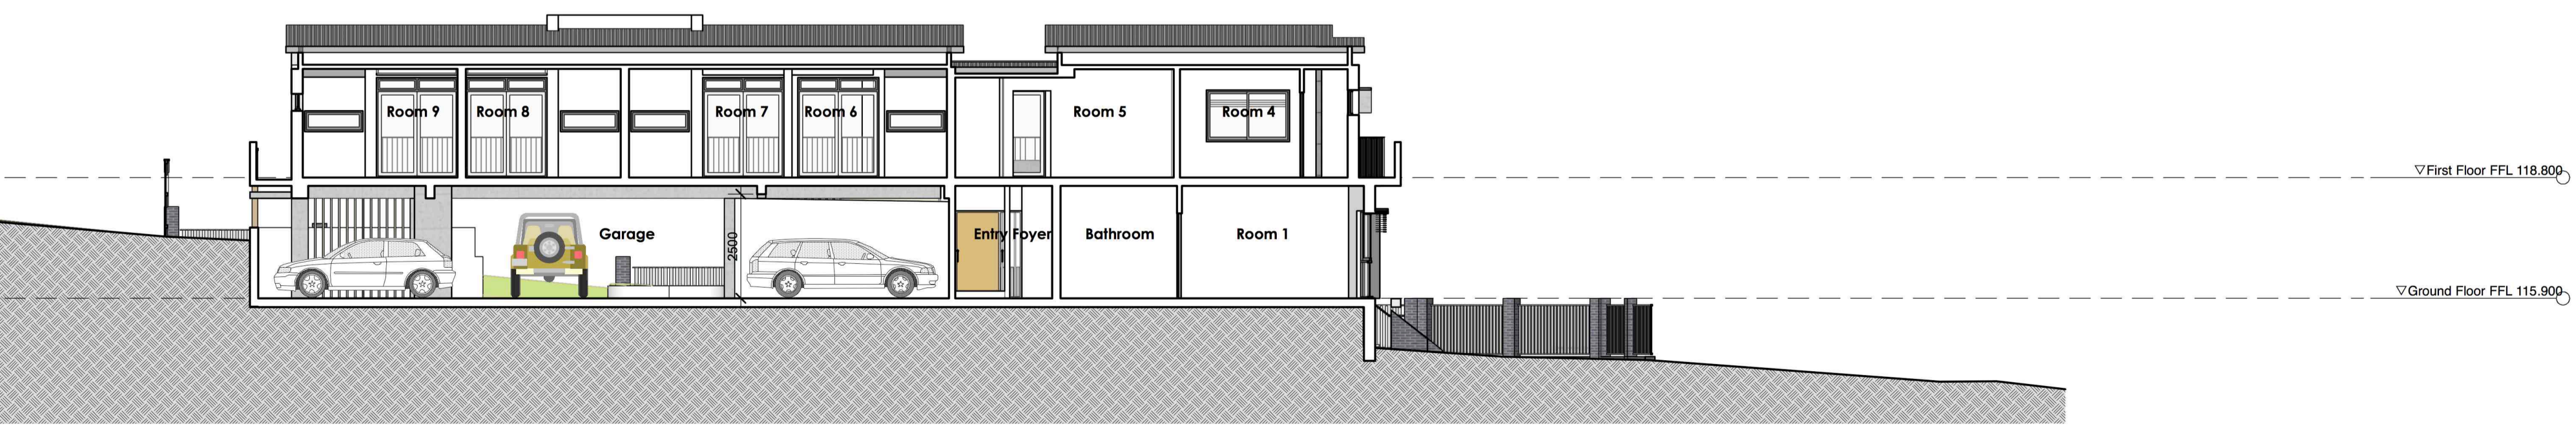 Room 9
Room 8
Room 7
Room 6
Room 5
Room 4
▽First Floor FFL 118.800
Garage
2500
Entry Foyer
Bathroom
Room 1
▽Ground Floor FFL 115.900